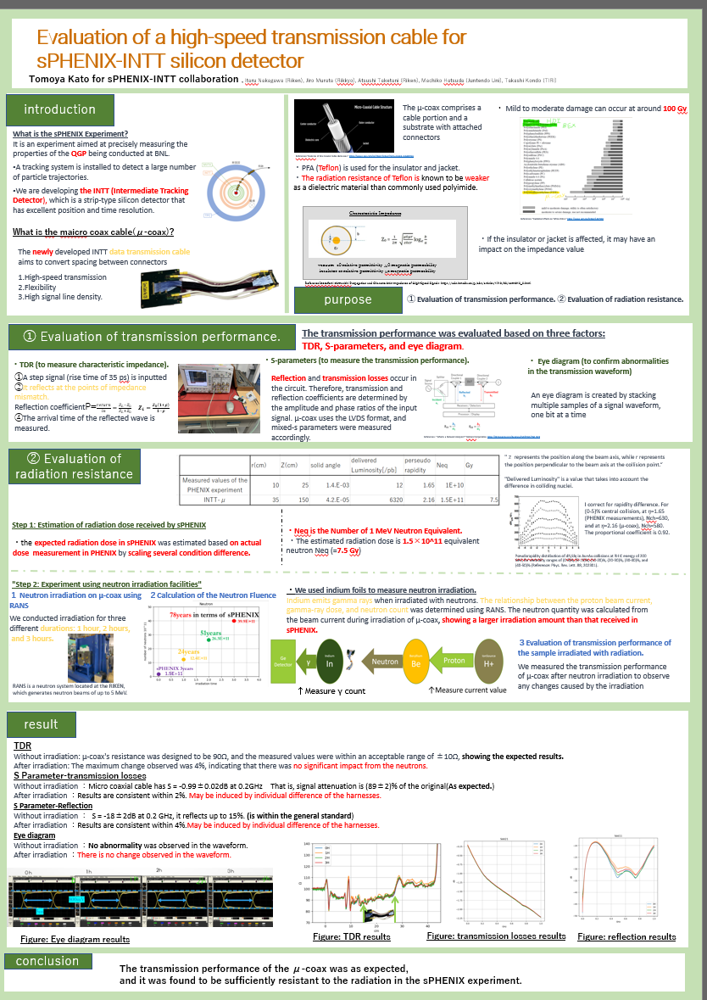 Evaluation of a high-speed transmission cable for
sPHENIX-INTT silicon detector
Tomoya Kato for sPHENIX-INTT collaboration , Itaru Nakagawa (Riken), Jiro Murata (Rikkyo), Atsushi Taketani (Riken), Machiko Hatsuda (Juntendo Uni), Takashi Kondo (TIRI)
introduction
What is the sPHENIX Experiment?
It is an experiment aimed at precisely measuring the
properties of the QGP being conducted at BNL.
•A tracking system is installed to detect a large number
of particle trajectories.
•We are developing the INTT (Intermediate Tracking
Detector), which is a strip-type silicon detector that
has excellent position and time resolution.
What is the maicro coax cable(μ-coax)?
The newly developed INTT data transmission cable
aims to convert spacing between connectors
1.High-speed transmission
2.Flexibility
3.High signal line density.
Micro-Coaxial Cable Structure
The μ-coax comprises a
cable portion and a
substrate with attached
connectors
・PFA (Teflon) is used for the insulator and jacket.
・The radiation resistance of Teflon is known to be weaker
as a dielectric material than commonly used polyimide.
Characteristic Impedance
・ Mild to moderate damage can occur at around 100 Gy
・If the insulator or jacket is affected, it may have an
impact on the impedance value
purpose
① Evaluation of transmission performance. ② Evaluation of radiation resistance.
① Evaluation of transmission performance.
The transmission performance was evaluated based on three factors:
TDR, S-parameters, and eye diagram.
・TDR (to measure characteristic impedance).
①A step signal (rise time of 35 ps) is inputted
②It reflects at the points of impedance
mismatch.
Reflection coefficient
④The arrival time of the reflected wave is
measured.
・S-parameters (to measure the transmission performance).
Reflection and transmission losses occur in
the circuit. Therefore, transmission and
reflection coefficients are determined by
the amplitude and phase ratios of the input
signal. μ-coax uses the LVDS format, and
mixed-s parameters were measured
accordingly.
・ Eye diagram (to confirm abnormalities
in the transmission waveform)
An eye diagram is created by stacking
multiple samples of a signal waveform,
one bit at a time
② Evaluation of
radiation resistance
r(cm) Z(cm) solid angle delivered Luminosity[/pb] perseudo rapidity Neq Gy
Measured values of the PHENIX experiment 10 25 1.4.E-03 12 1.65 1E+10
INTT-μ 35 150 4.2.E-05 6320 2.16 1.5E+11 7.5
" z represents the position along the beam axis, while r represents
the position perpendicular to the beam axis at the collision point."
"Delivered Luminosity" is a value that takes into account the
difference in colliding nuclei.
I correct for rapidity difference. For
(0-5)% central collision, at η=1.65
(PHENIX measurements), Nch=630,
and at η=2.16 (μ-coax), Nch=580.
The proportional coefficient is 0.92.
Step 1: Estimation of radiation dose received by sPHENIX
・the expected radiation dose in sPHENIX was estimated based on actual
dose measurement in PHENIX by scaling several condition difference.
・Neq is the Number of 1 MeV Neutron Equivalent.
・The estimated radiation dose is 1.5×10^11 equivalent
neutron Neq (=7.5 Gy)
"Step 2: Experiment using neutron irradiation facilities"
1 Neutron irradiation on μ-coax using
RANS
We conducted irradiation for three
different durations: 1 hour, 2 hours,
and 3 hours.
RANS is a neutron system located at the RIKEN,
which generates neutron beams of up to 5 MeV.
2 Calculation of the Neutron Fluence
Neutron
78years in terms of sPHENIX
51years
24years
sPHENIX 3years
1.5E+11
irradiation time
・We used indium foils to measure neutron irradiation.
Indium emits gamma rays when irradiated with neutrons. The relationship between the proton beam current,
gamma-ray dose, and neutron count was determined using RANS. The neutron quantity was calculated from
the beam current during irradiation of μ-coax, showing a larger irradiation amount than that received in
sPHENIX.
Ge Detector
γ
Indium
In
Neutron
Be
Proton
H+
↑Measure γ count
↑Measure current value
3 Evaluation of transmission performance of
the sample irradiated with radiation.
We measured the transmission performance
of μ-coax after neutron irradiation to observe
any changes caused by the irradiation
result
TDR
Without irradiation: μ-coax's resistance was designed to be 90Ω, and the measured values were within an acceptable range of ±10Ω, showing the expected results.
After irradiation: The maximum change observed was 4%, indicating that there was no significant impact from the neutrons.
S Parameter-transmission losses
Without irradiation ：Micro coaxial cable has S = -0.99±0.02dB at 0.2GHz That is, signal attenuation is (89±2)% of the original(As expected.)
After irradiation ：Results are consistent within 2%. May be induced by individual difference of the harnesses.
S Parameter-Reflection
Without irradiation ： S = -18±2dB at 0.2 GHz, it reflects up to 15%. (is within the general standard)
After irradiation ：Results are consistent within 4%.May be induced by individual difference of the harnesses.
Eye diagram
Without irradiation ：No abnormality was observed in the waveform.
After irradiation ：There is no change observed in the waveform.
0h 1h 2h 3h
Figure: Eye diagram results
Figure: TDR results
Figure: transmission losses results
Figure: reflection results
conclusion
The transmission performance of the μ-coax was as expected,
and it was found to be sufficiently resistant to the radiation in the sPHENIX experiment.